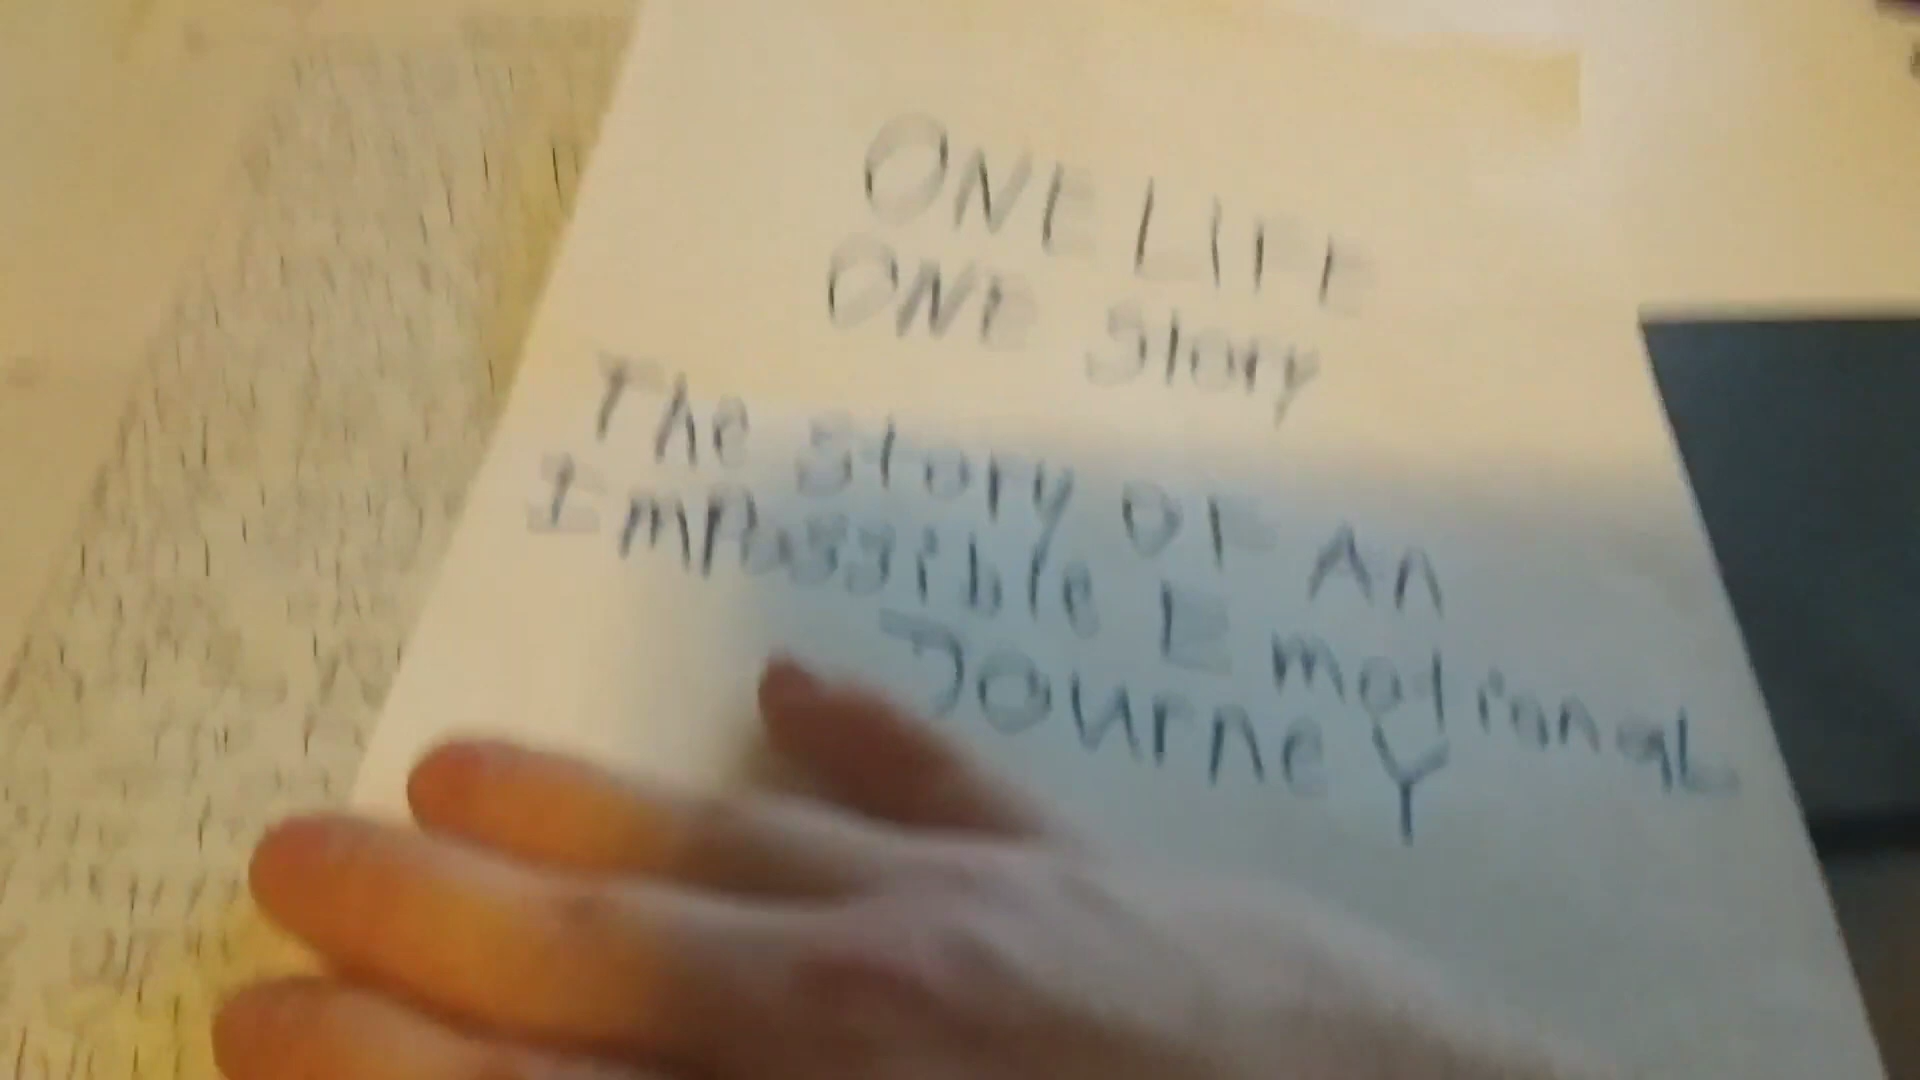 ONE LIFE
ONE Story
The Story OF An
Impossible Emotional
Journey